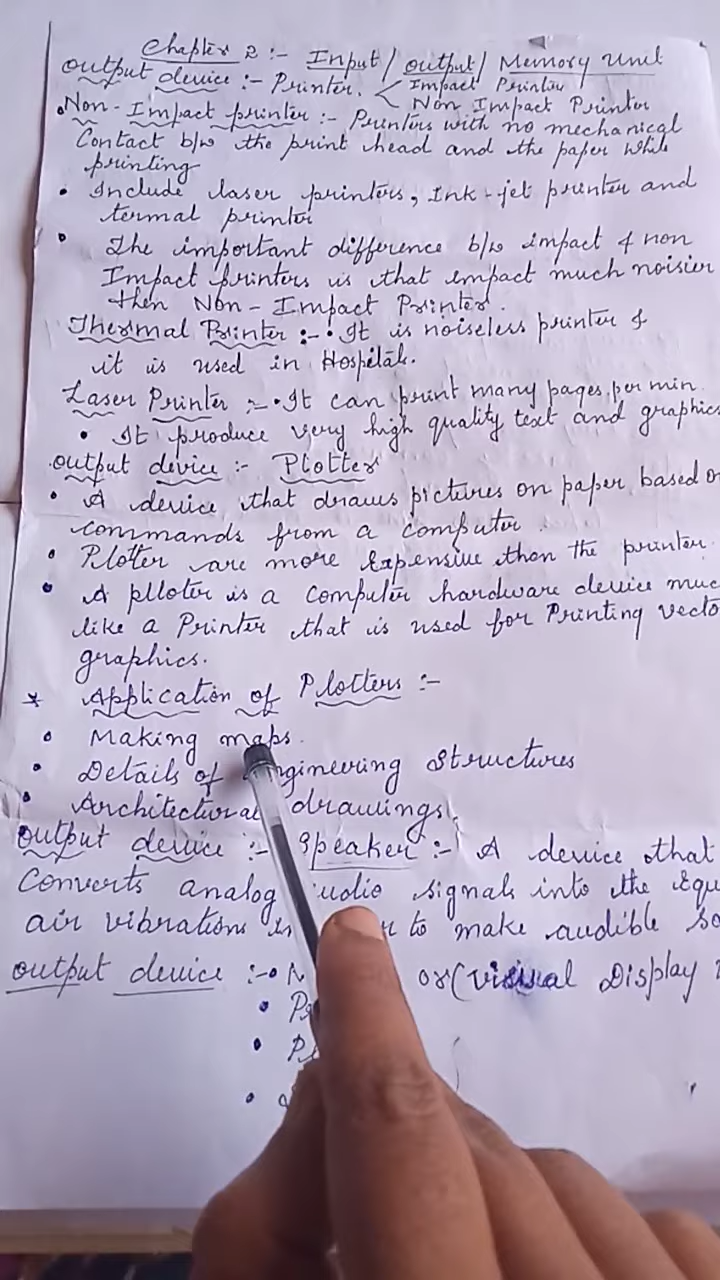 Chapter 2 :- Input / output / Memory Unit
output device :- Printer. < Impact Printer
Non Impact Printer
• Non - Impact printer :- Printers with no mechanical
Contact b/w the print head and the paper while
printing
• Include laser printers, Ink-jet printer and
termal printer
• The important difference b/w impact & non
Impact printers is that impact much noisier
then Non - Impact Printer.
Thermal Printer :- • It is noiseless printer &
it is used in Hospitals.
Laser Printer :- • It can print many pages per min.
• It produce very high quality text and graphics
output device :- Plotter
• A device that draws pictures on paper based on
commands from a computer.
• Plotter are more Expensive than the printer.
• A plloter is a computer hardware device muc
like a Printer that is used for Printing vecto
graphics.
* Application of Plotters :-
• Making maps.
• Details of Engineering Structures
• Architectural drawings.
output device :- Speaker :- A device that
Converts analog audio signals into the Equ
air vibrations to make audible so
output device :- • or (visual Display
•
•
•